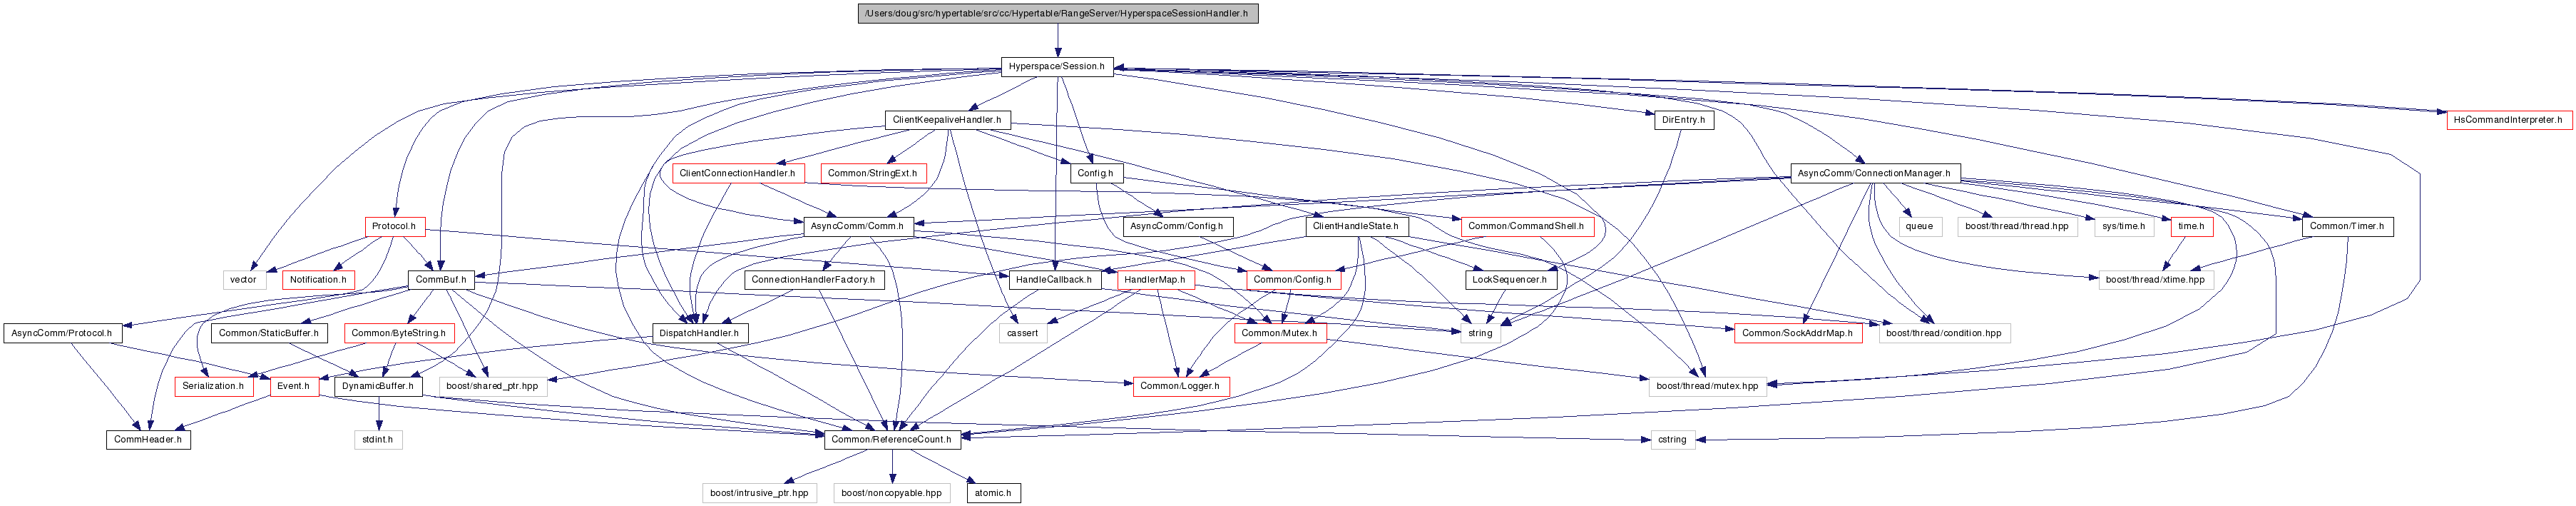 /Users/doug/src/hypertable/src/cc/Hypertable/RangeServer/HyperspaceSessionHandler.h
Hyperspace/Session.h
ClientKeepaliveHandler.h
DirEntry.h
HsCommandInterpreter.h
ClientConnectionHandler.h
Common/StringExt.h
Config.h
AsyncComm/ConnectionManager.h
Protocol.h
AsyncComm/Comm.h
AsyncComm/Config.h
ClientHandleState.h
Common/CommandShell.h
queue
boost/thread/thread.hpp
sys/time.h
time.h
Common/Timer.h
vector
Notification.h
CommBuf.h
ConnectionHandlerFactory.h
HandleCallback.h
HandlerMap.h
Common/Config.h
LockSequencer.h
boost/thread/xtime.hpp
AsyncComm/Protocol.h
Common/StaticBuffer.h
Common/ByteString.h
DispatchHandler.h
cassert
Common/Mutex.h
string
Common/SockAddrMap.h
boost/thread/condition.hpp
Serialization.h
Event.h
DynamicBuffer.h
boost/shared_ptr.hpp
Common/Logger.h
boost/thread/mutex.hpp
CommHeader.h
stdint.h
Common/ReferenceCount.h
cstring
boost/intrusive_ptr.hpp
boost/noncopyable.hpp
atomic.h